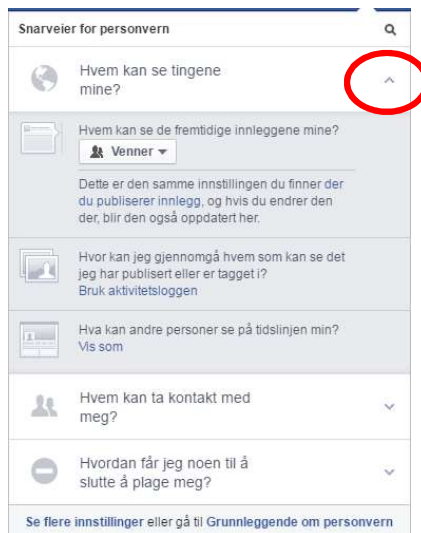 Snarveier for personvern
Hvem kan se tingene
mine?
Hvem kan se de fremtidige innleggene mine?
Venner
Dette er den samme innstillingen du finner der
du publiserer innlegg, og hvis du endrer den
der, blir den også oppdatert her.
Hvor kan jeg gjennomgå hvem som kan se det
jeg har publisert eller er tagget i?
Bruk aktivitetsloggen
Hva kan andre personer se på tidslinjen min?
Vis som
Hvem kan ta kontakt med
meg?
Hvordan får jeg noen til å
slutte å plage meg?
Se flere innstillinger eller gå til Grunnleggende om personvern